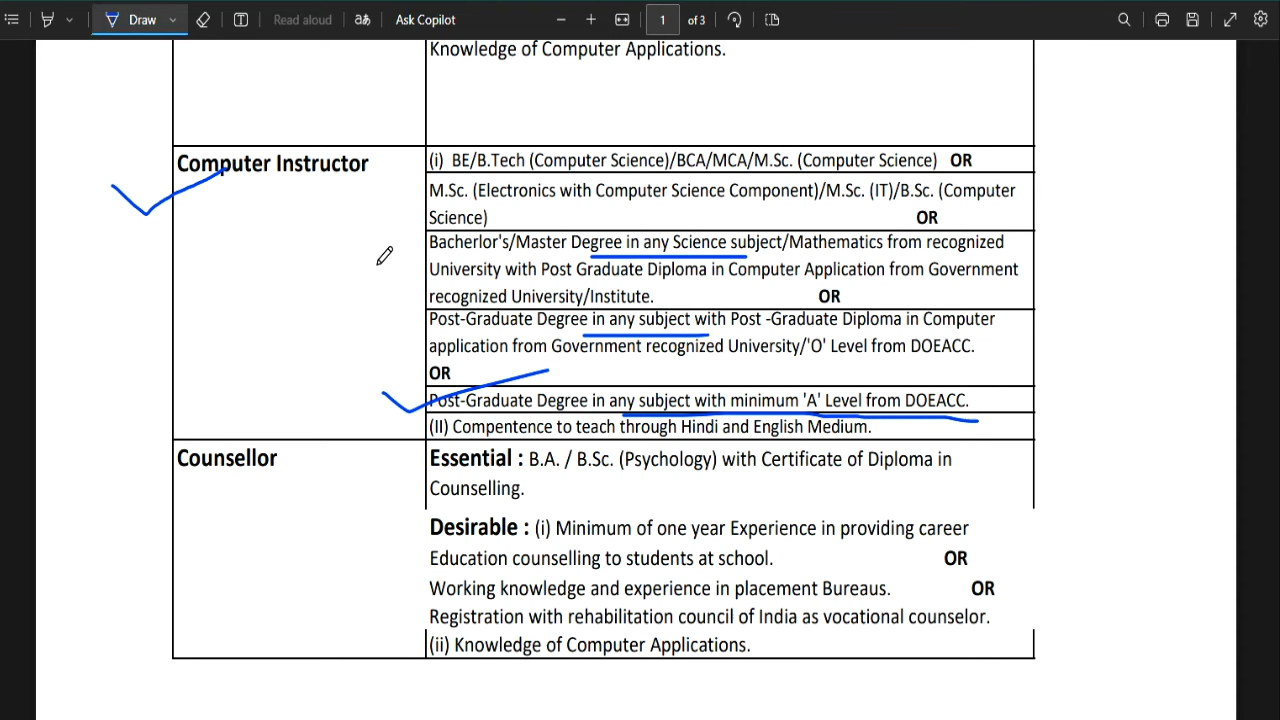 Draw
Read aloud
aあ
Ask Copilot
1 of 3
Knowledge of Computer Applications.
Computer Instructor
(i) BE/B.Tech (Computer Science)/BCA/MCA/M.Sc. (Computer Science) OR
M.Sc. (Electronics with Computer Science Component)/M.Sc. (IT)/B.Sc. (Computer
Science) OR
Bacherlor's/Master Degree in any Science subject/Mathematics from recognized
University with Post Graduate Diploma in Computer Application from Government
recognized University/Institute. OR
Post-Graduate Degree in any subject with Post -Graduate Diploma in Computer
application from Government recognized University/'O' Level from DOEACC.
OR
Post-Graduate Degree in any subject with minimum 'A' Level from DOEACC.
(II) Compentence to teach through Hindi and English Medium.
Counsellor
Essential : B.A. / B.Sc. (Psychology) with Certificate of Diploma in
Counselling.
Desirable : (i) Minimum of one year Experience in providing career
Education counselling to students at school. OR
Working knowledge and experience in placement Bureaus. OR
Registration with rehabilitation council of India as vocational counselor.
(ii) Knowledge of Computer Applications.